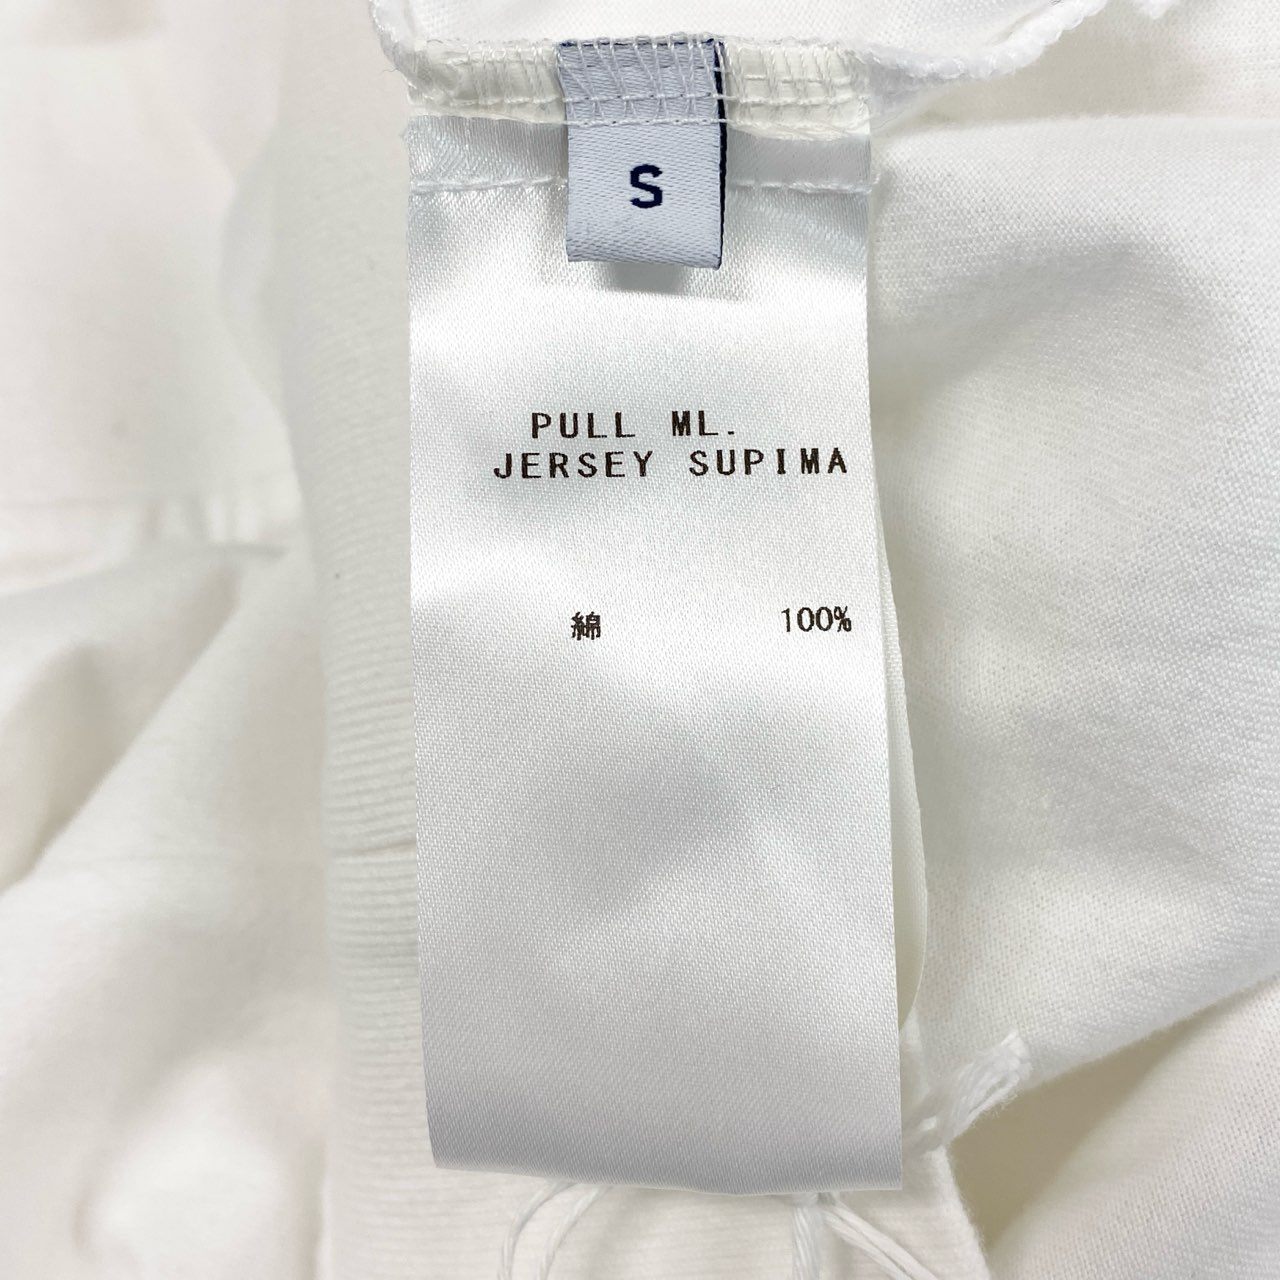 S
PULL ML.
JERSEY SUPIMA
綿 100%